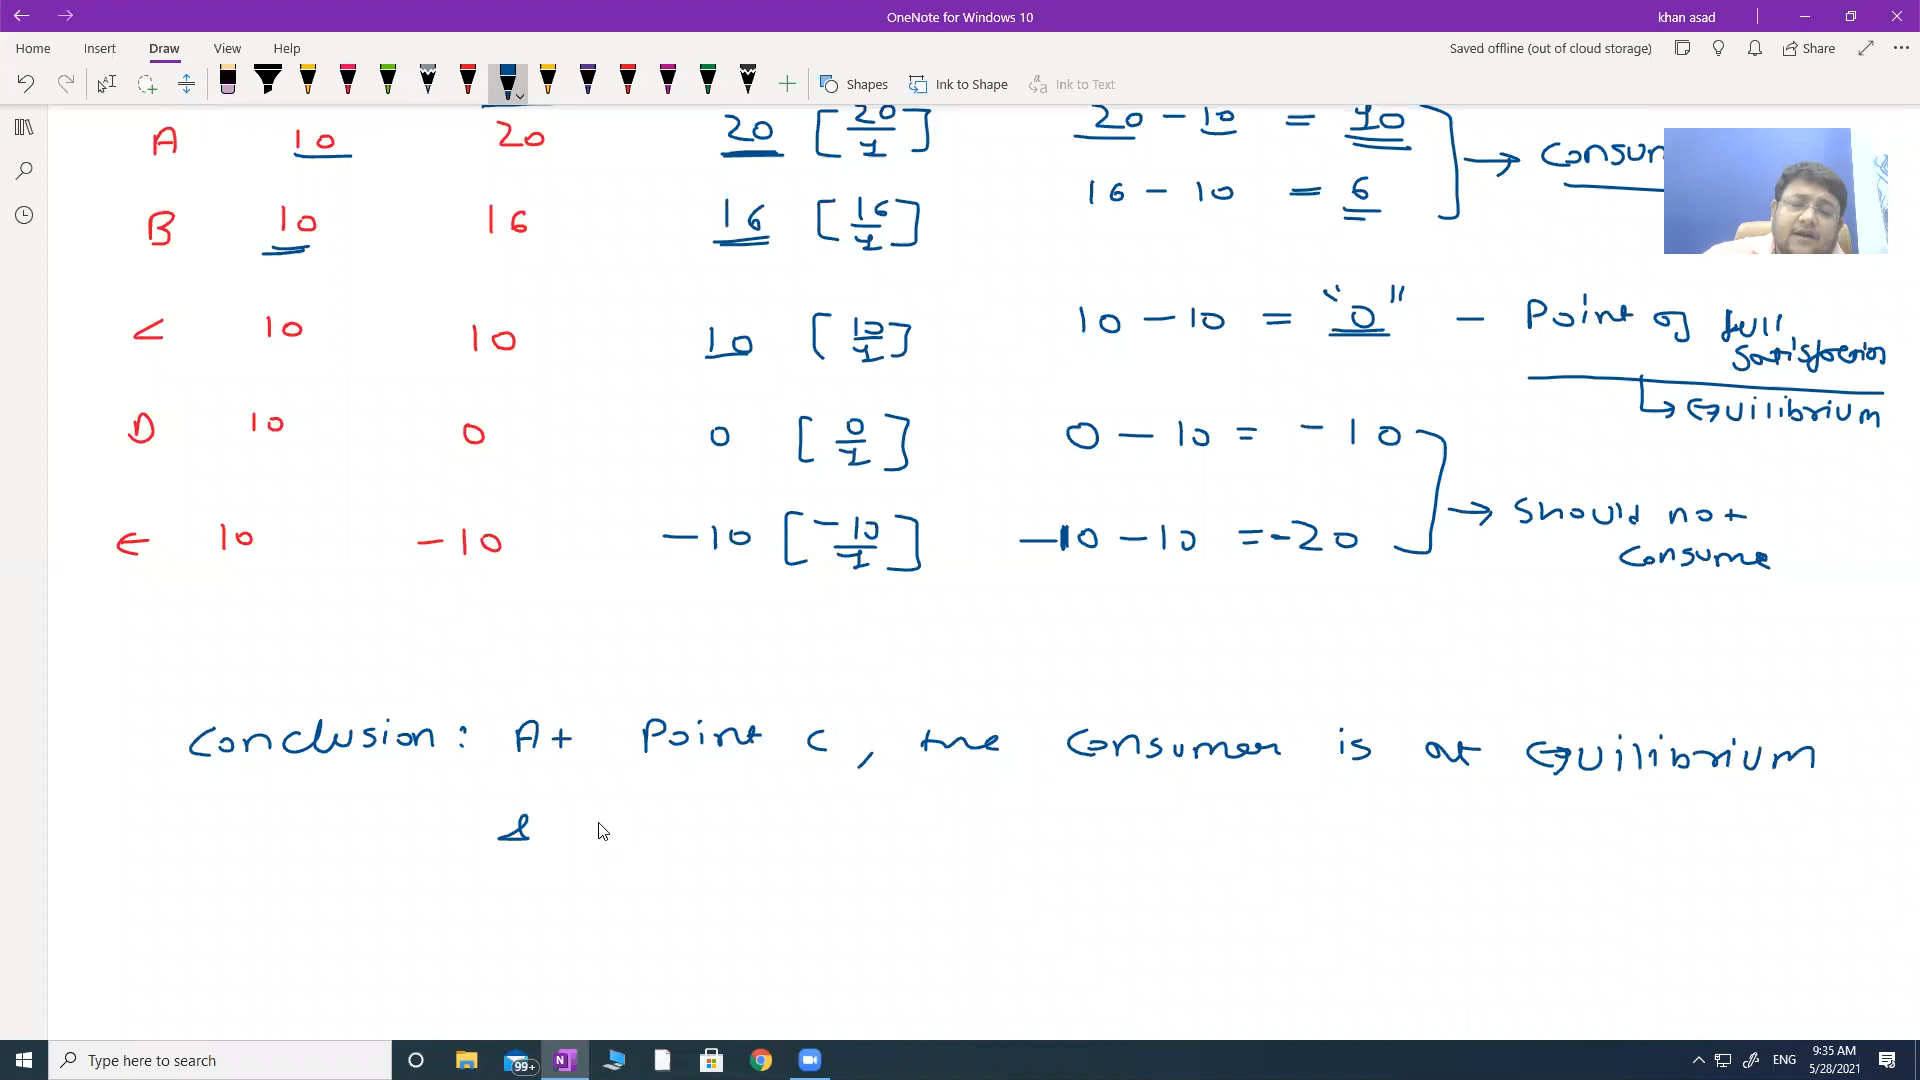 OneNote for Windows 10
khan asad
Home Insert Draw View Help
Saved offline (out of cloud storage)
Share
Shapes
Ink to Shape
Ink to Text
A 10 20 20 [20/1] 20 - 10 = 10
Consum
B 10 16 16 [16/1] 16 - 10 = 6
C 10 10 10 [10/1] 10 - 10 = "0" - Point of full
satisfaction
Equilibrium
D 10 0 0 [0/1] 0 - 10 = -10
Should not
consume
E 10 -10 -10 [-10/1] -10 - 10 = -20
Conclusion: At Point C, the Consumer is at Equilibrium
&
Type here to search
99+
ENG
9:35 AM
5/28/2021